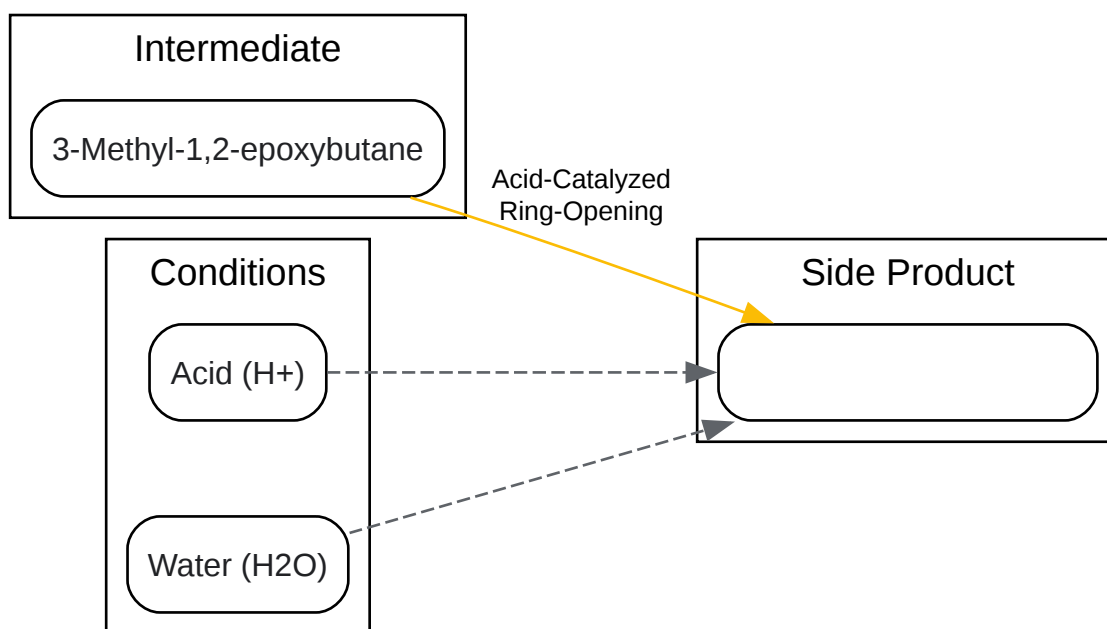 Intermediate
3-Methyl-1,2-epoxybutane
Acid-Catalyzed
Ring-Opening
Conditions
Side Product
Acid (H+)
Water (H2O)